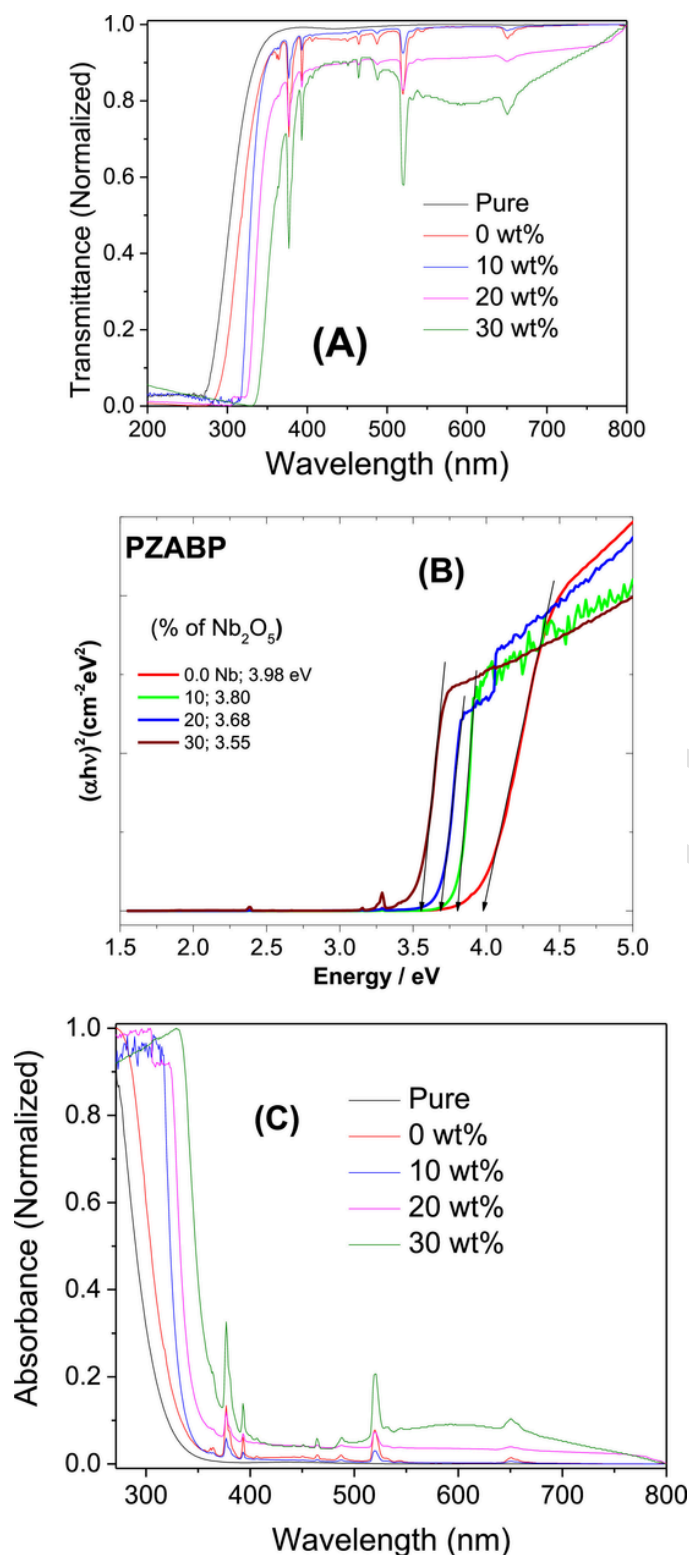 1.0
0.8
0.6
0.4
0.2
0.0
Transmittance (Normalized)
Pure
0 wt%
10 wt%
20 wt%
30 wt%
(A)
200 300 400 500 600 700 800
Wavelength (nm)
PZABP
(B)
(% of Nb₂O₅)
0.0 Nb; 3.98 eV
10; 3.80
20; 3.68
30; 3.55
(αhν)²(cm⁻²eV²)
1.5 2.0 2.5 3.0 3.5 4.0 4.5 5.0
Energy / eV
1.0
0.8
0.6
0.4
0.2
0.0
Absorbance (Normalized)
(C)
Pure
0 wt%
10 wt%
20 wt%
30 wt%
300 400 500 600 700 800
Wavelength (nm)